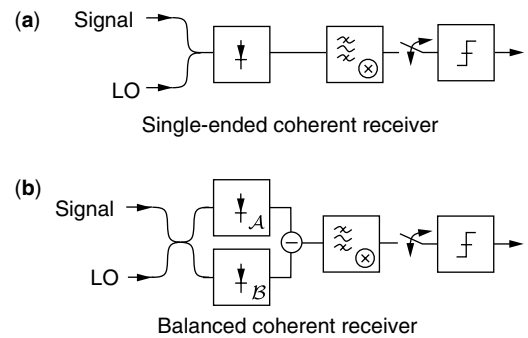 (a)
Signal
LO
Single-ended coherent receiver
(b)
Signal
LO
A
B
Balanced coherent receiver